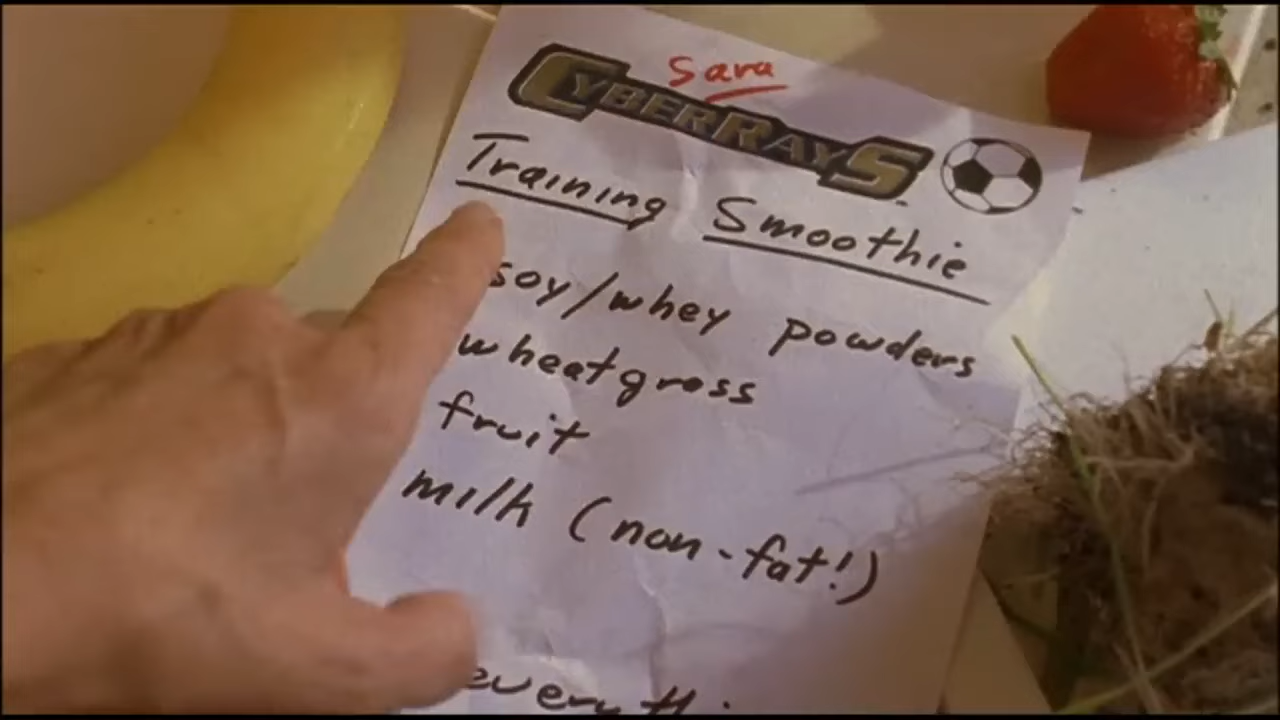 Sara
CYBERRAYS
Training Smoothie
soy/whey powders
wheatgrass
fruit
milk (non-fat!)